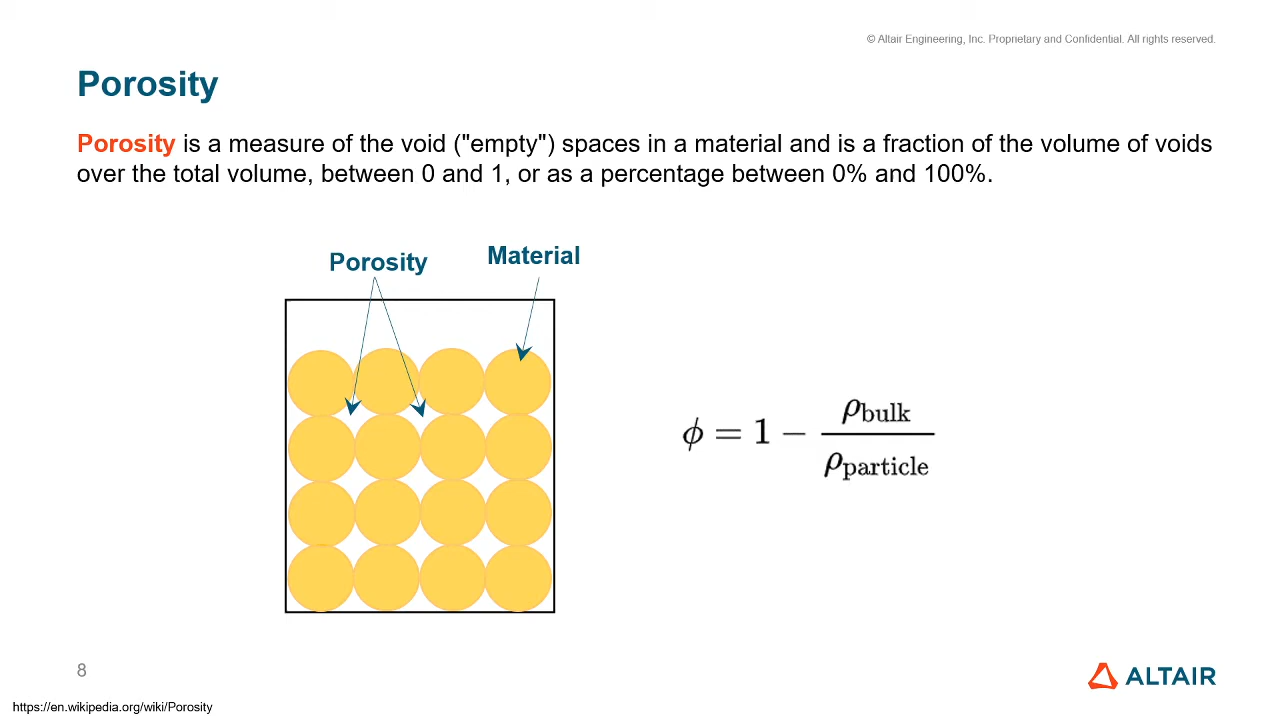 © Altair Engineering, Inc. Proprietary and Confidential. All rights reserved.
Porosity
Porosity is a measure of the void ("empty") spaces in a material and is a fraction of the volume of voids
over the total volume, between 0 and 1, or as a percentage between 0% and 100%.
Porosity
Material
ϕ = 1 − ρbulk / ρparticle
8
ALTAIR
https://en.wikipedia.org/wiki/Porosity